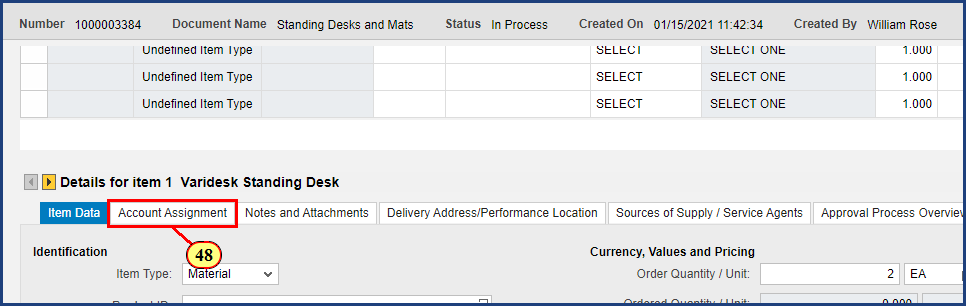 Number 1000003384 Document Name Standing Desks and Mats Status In Process Created On 01/15/2021 11:42:34 Created By William Rose
Undefined Item Type SELECT SELECT ONE 1.000
Undefined Item Type SELECT SELECT ONE 1.000
Undefined Item Type SELECT SELECT ONE 1.000
Details for item 1 Varidesk Standing Desk
Item Data Account Assignment Notes and Attachments Delivery Address/Performance Location Sources of Supply / Service Agents Approval Process Overview
48
Identification Currency, Values and Pricing
Item Type: Material Order Quantity / Unit: 2 EA
Ordered Quantity / Unit: 0.000